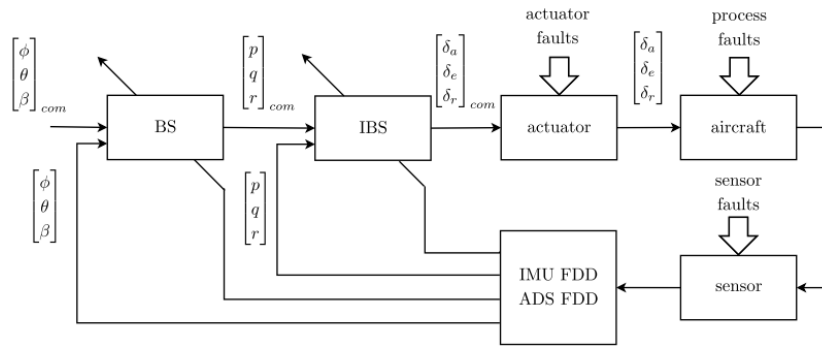 actuator
faults
process
faults
[ϕ θ β]com
[p q r]com
[δa δe δr]com
[δa δe δr]
BS
IBS
actuator
aircraft
[ϕ θ β]
[p q r]
sensor
faults
IMU FDD
ADS FDD
sensor